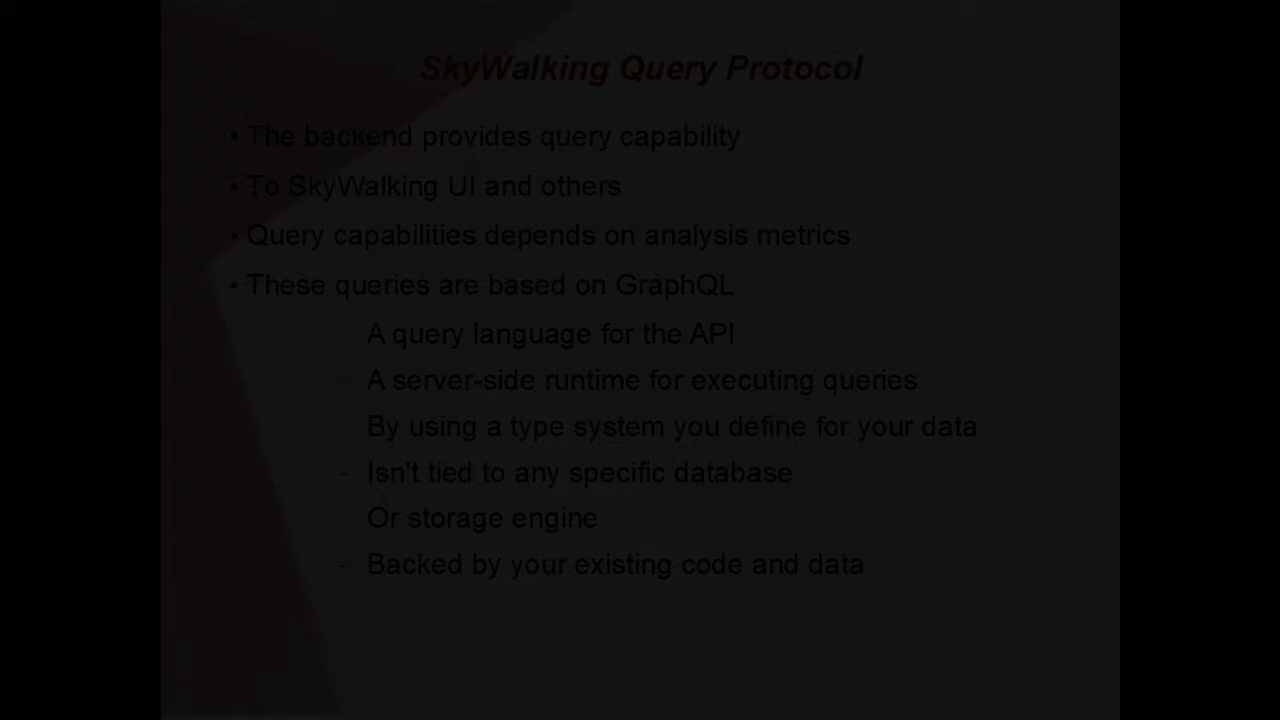 SkyWalking Query Protocol
• The backend provides query capability
• To SkyWalking UI and others
• Query capabilities depends on analysis metrics
• These queries are based on GraphQL
A query language for the API
- A server-side runtime for executing queries
By using a type system you define for your data
- Isn't tied to any specific database
Or storage engine
- Backed by your existing code and data